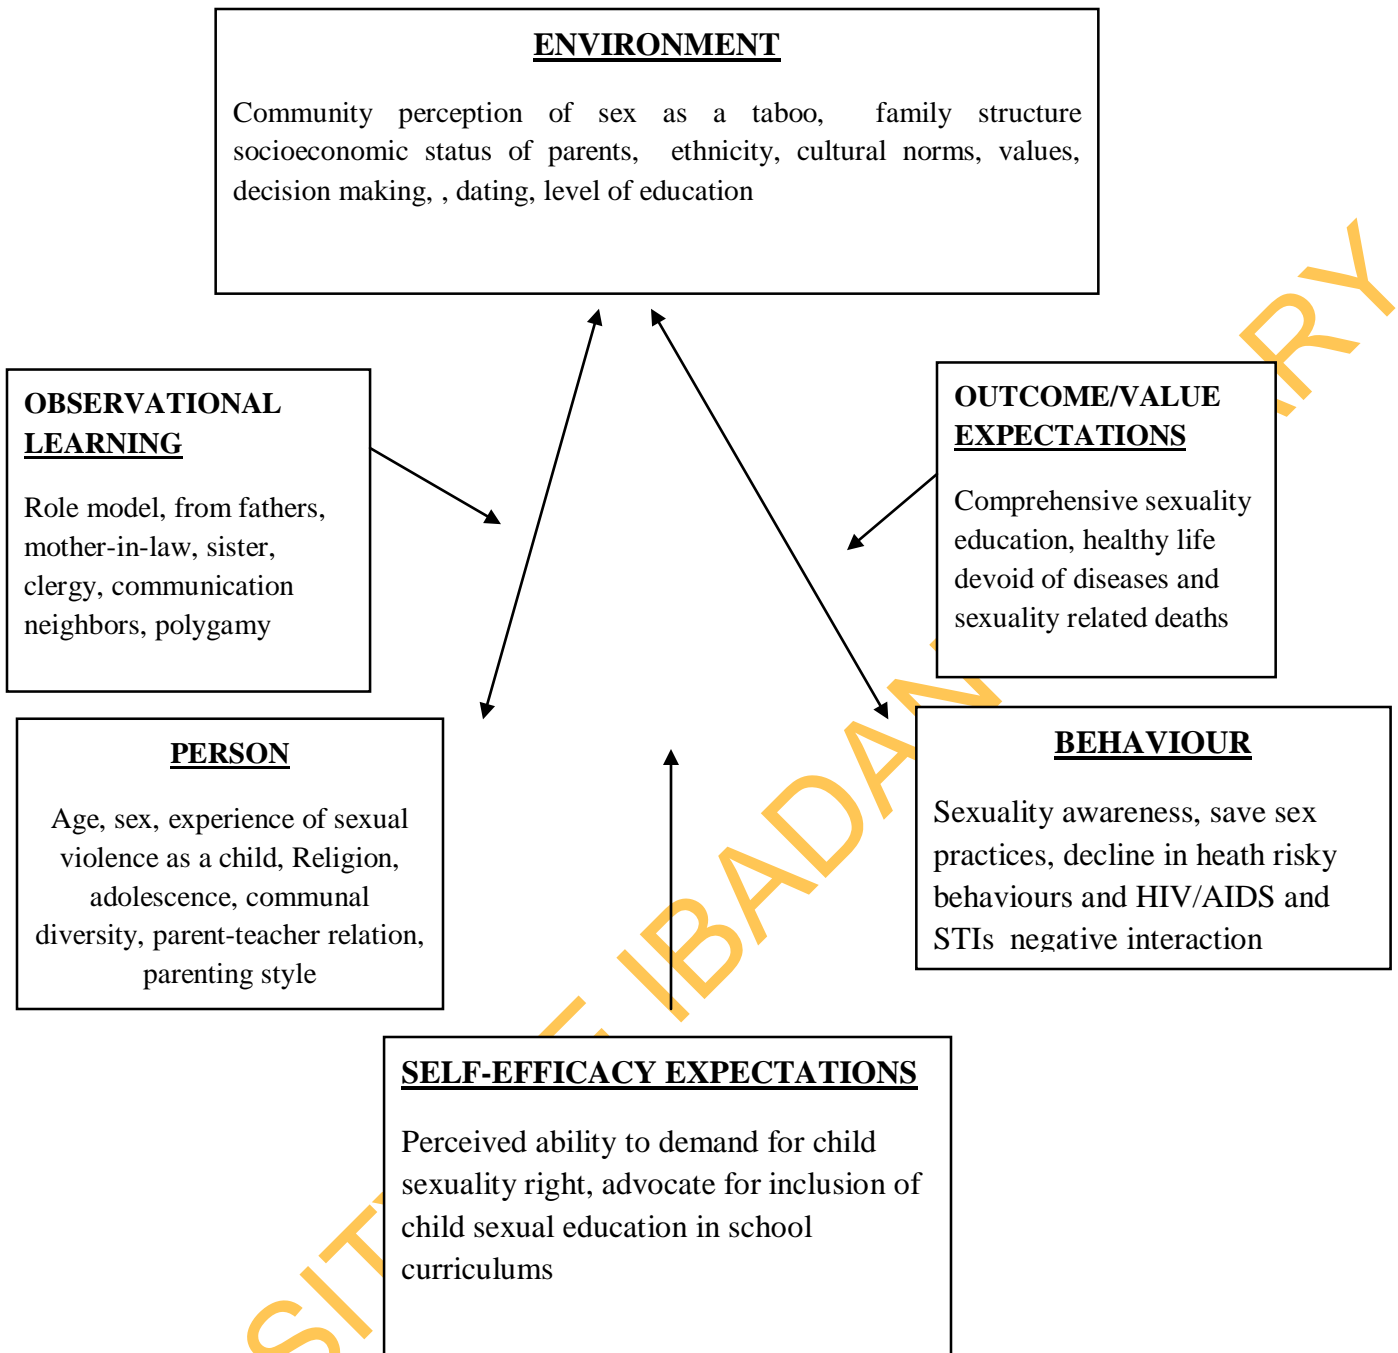 ENVIRONMENT
Community perception of sex as a taboo, family structure
socioeconomic status of parents, ethnicity, cultural norms, values,
decision making, , dating, level of education
OBSERVATIONAL
LEARNING
Role model, from fathers,
mother-in-law, sister,
clergy, communication
neighbors, polygamy
OUTCOME/VALUE
EXPECTATIONS
Comprehensive sexuality
education, healthy life
devoid of diseases and
sexuality related deaths
PERSON
Age, sex, experience of sexual
violence as a child, Religion,
adolescence, communal
diversity, parent-teacher relation,
parenting style
BEHAVIOUR
Sexuality awareness, save sex
practices, decline in heath risky
behaviours and HIV/AIDS and
STIs negative interaction
SELF-EFFICACY EXPECTATIONS
Perceived ability to demand for child
sexuality right, advocate for inclusion of
child sexual education in school
curriculums
IBADAN